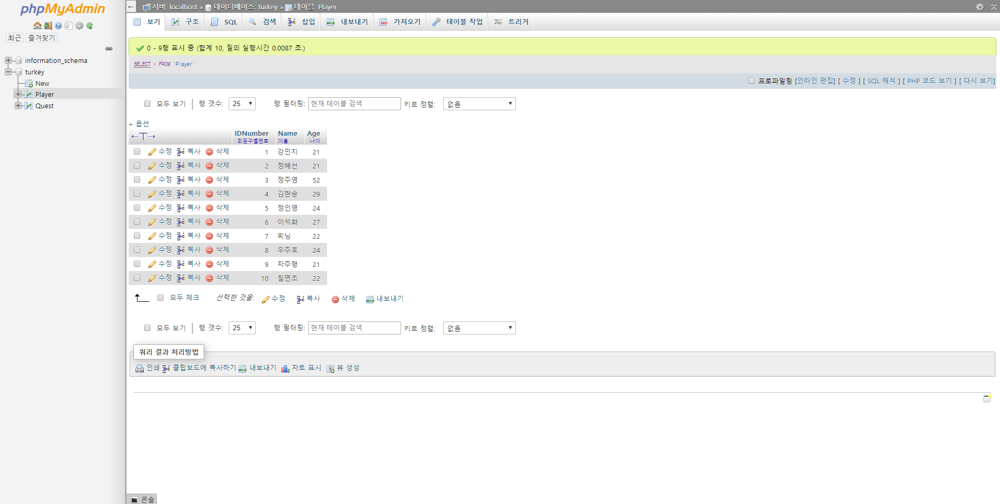 phpMyAdmin
최근 즐겨찾기
information_schema
turkey
New
Player
Quest
서버: localhost » 데이터베이스: turkey » 테이블: Player
보기 구조 SQL 검색 삽입 내보내기 가져오기 테이블 작업 트리거
0 - 9행 표시 중 (합계 10, 질의 실행시간 0.0087 초.)
SELECT * FROM `Player`
프로파일링 [인라인 편집] [ 수정 ] [ SQL 해석 ] [ PHP 코드 보기 ] [ 다시 보기]
모두 보기 행 갯수: 25 행 필터링: 현재 테이블 검색 키로 정렬: 없음
+ 옵션
←T→ IDNumber Name Age
회원구별번호 이름 나이
수정 복사 삭제 1 강민지 21
수정 복사 삭제 2 정혜선 21
수정 복사 삭제 3 정주영 52
수정 복사 삭제 4 김현숭 29
수정 복사 삭제 5 정인영 24
수정 복사 삭제 6 이석화 27
수정 복사 삭제 7 찌닝 22
수정 복사 삭제 8 우주호 24
수정 복사 삭제 9 차주형 21
수정 복사 삭제 10 칠면조 22
모두 체크 선택한 것을: 수정 복사 삭제 내보내기
모두 보기 행 갯수: 25 행 필터링: 현재 테이블 검색 키로 정렬: 없음
쿼리 결과 처리방법
인쇄 클립보드에 복사하기 내보내기 차트 표시 뷰 생성
콘솔